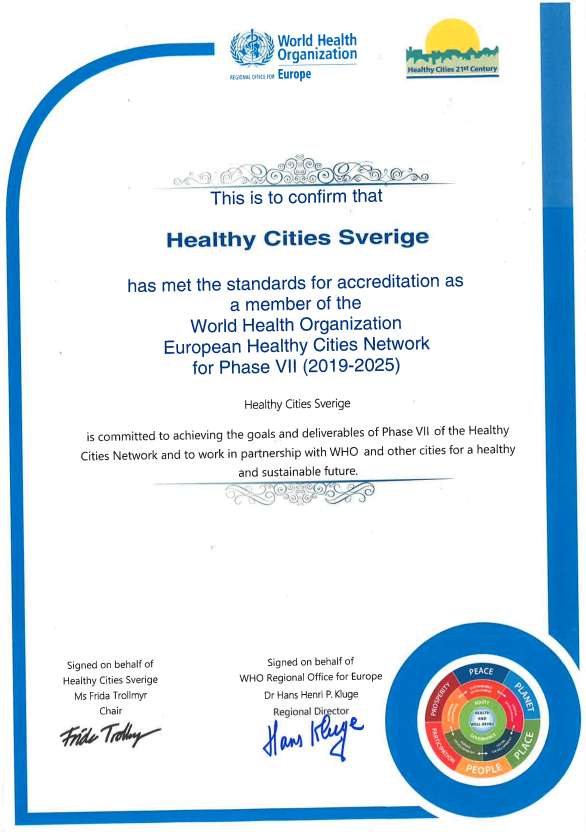 World Health
Organization
REGIONAL OFFICE FOR Europe
Healthy Cities 21st Century
This is to confirm that
Healthy Cities Sverige
has met the standards for accreditation as
a member of the
World Health Organization
European Healthy Cities Network
for Phase VII (2019-2025)
Healthy Cities Sverige
is committed to achieving the goals and deliverables of Phase VII of the Healthy
Cities Network and to work in partnership with WHO and other cities for a healthy
and sustainable future.
Signed on behalf of
Healthy Cities Sverige
Ms Frida Trollmyr
Chair
Frida Trollmyr
Signed on behalf of
WHO Regional Office for Europe
Dr Hans Henri P. Kluge
Regional Director
Hans Kluge
PEACE
PLANET
PLACE
PEOPLE
PARTICIPATION
PROSPERITY
EQUITY
HEALTH
AND
WELL-BEING
GOVERNANCE